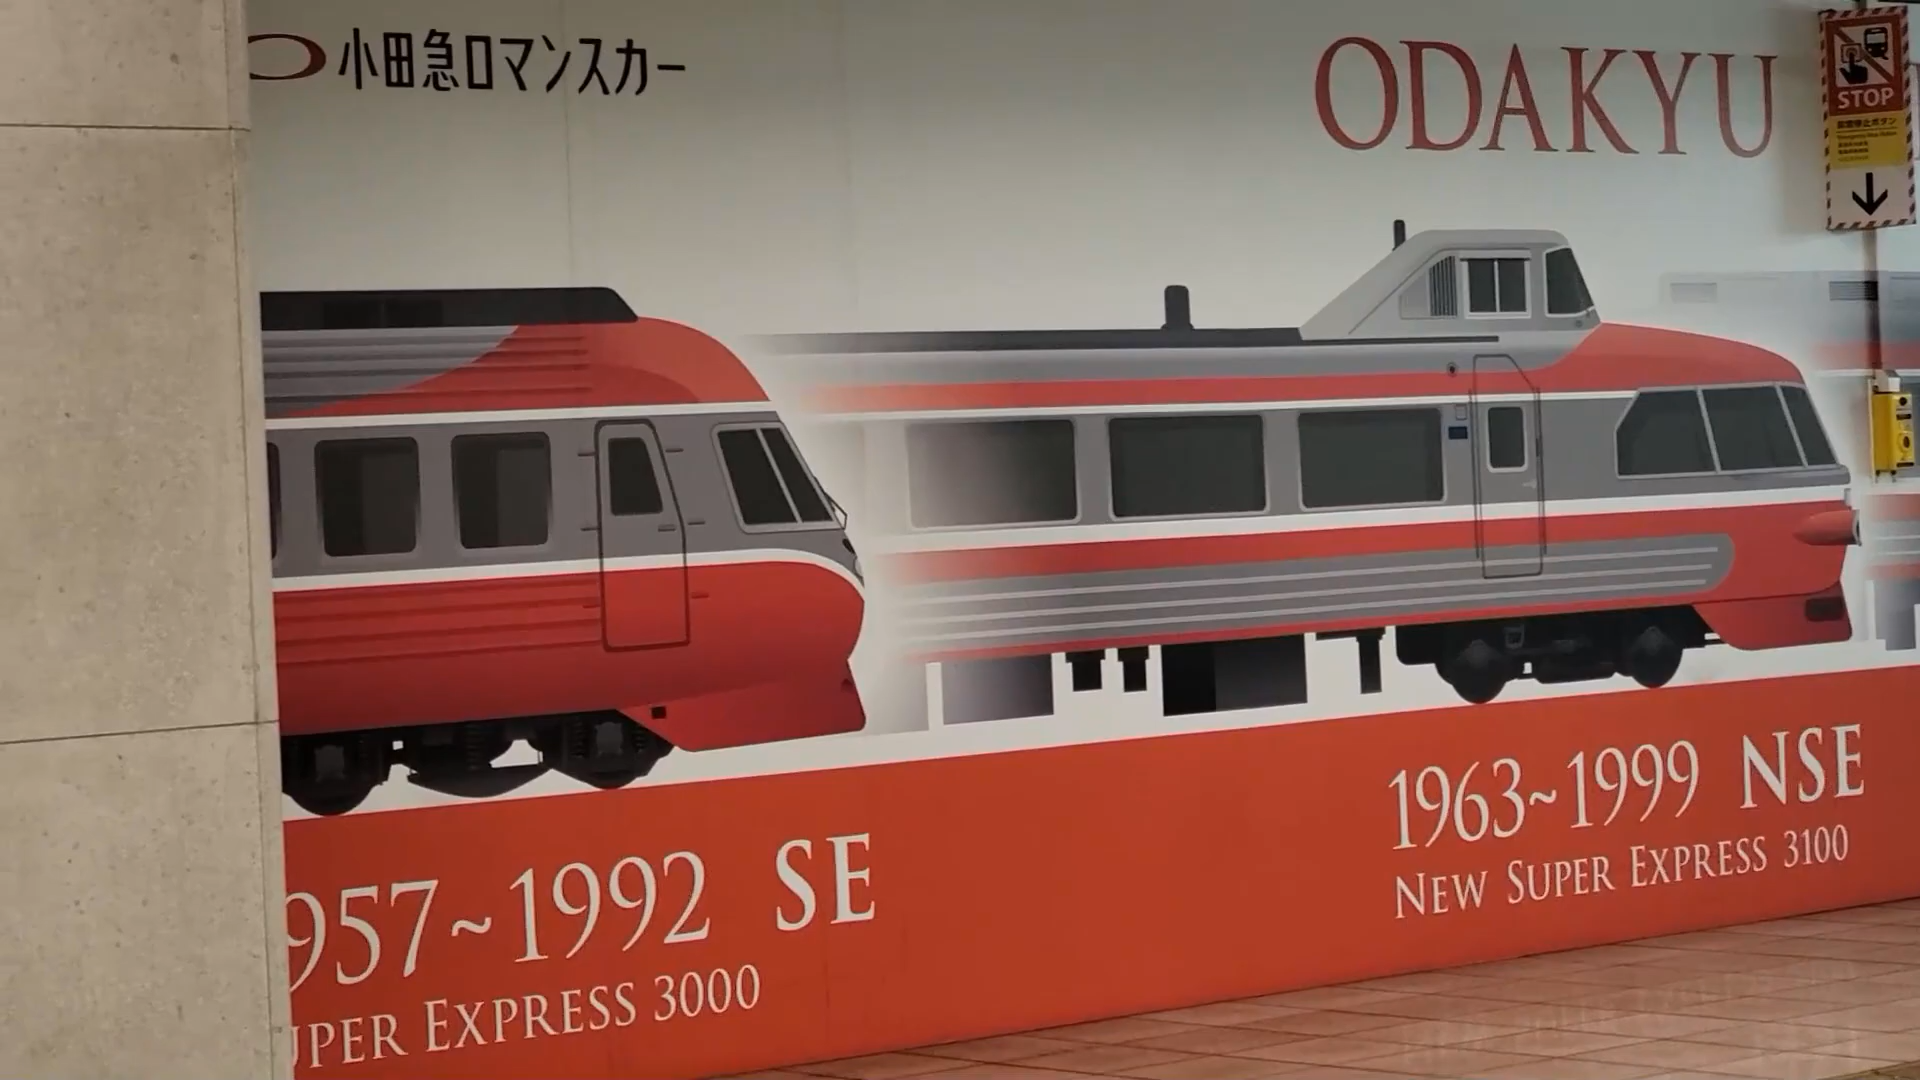 小田急ロマンスカー
ODAKYU
STOP
957~1992 SE
UPER EXPRESS 3000
1963~1999 NSE
NEW SUPER EXPRESS 3100